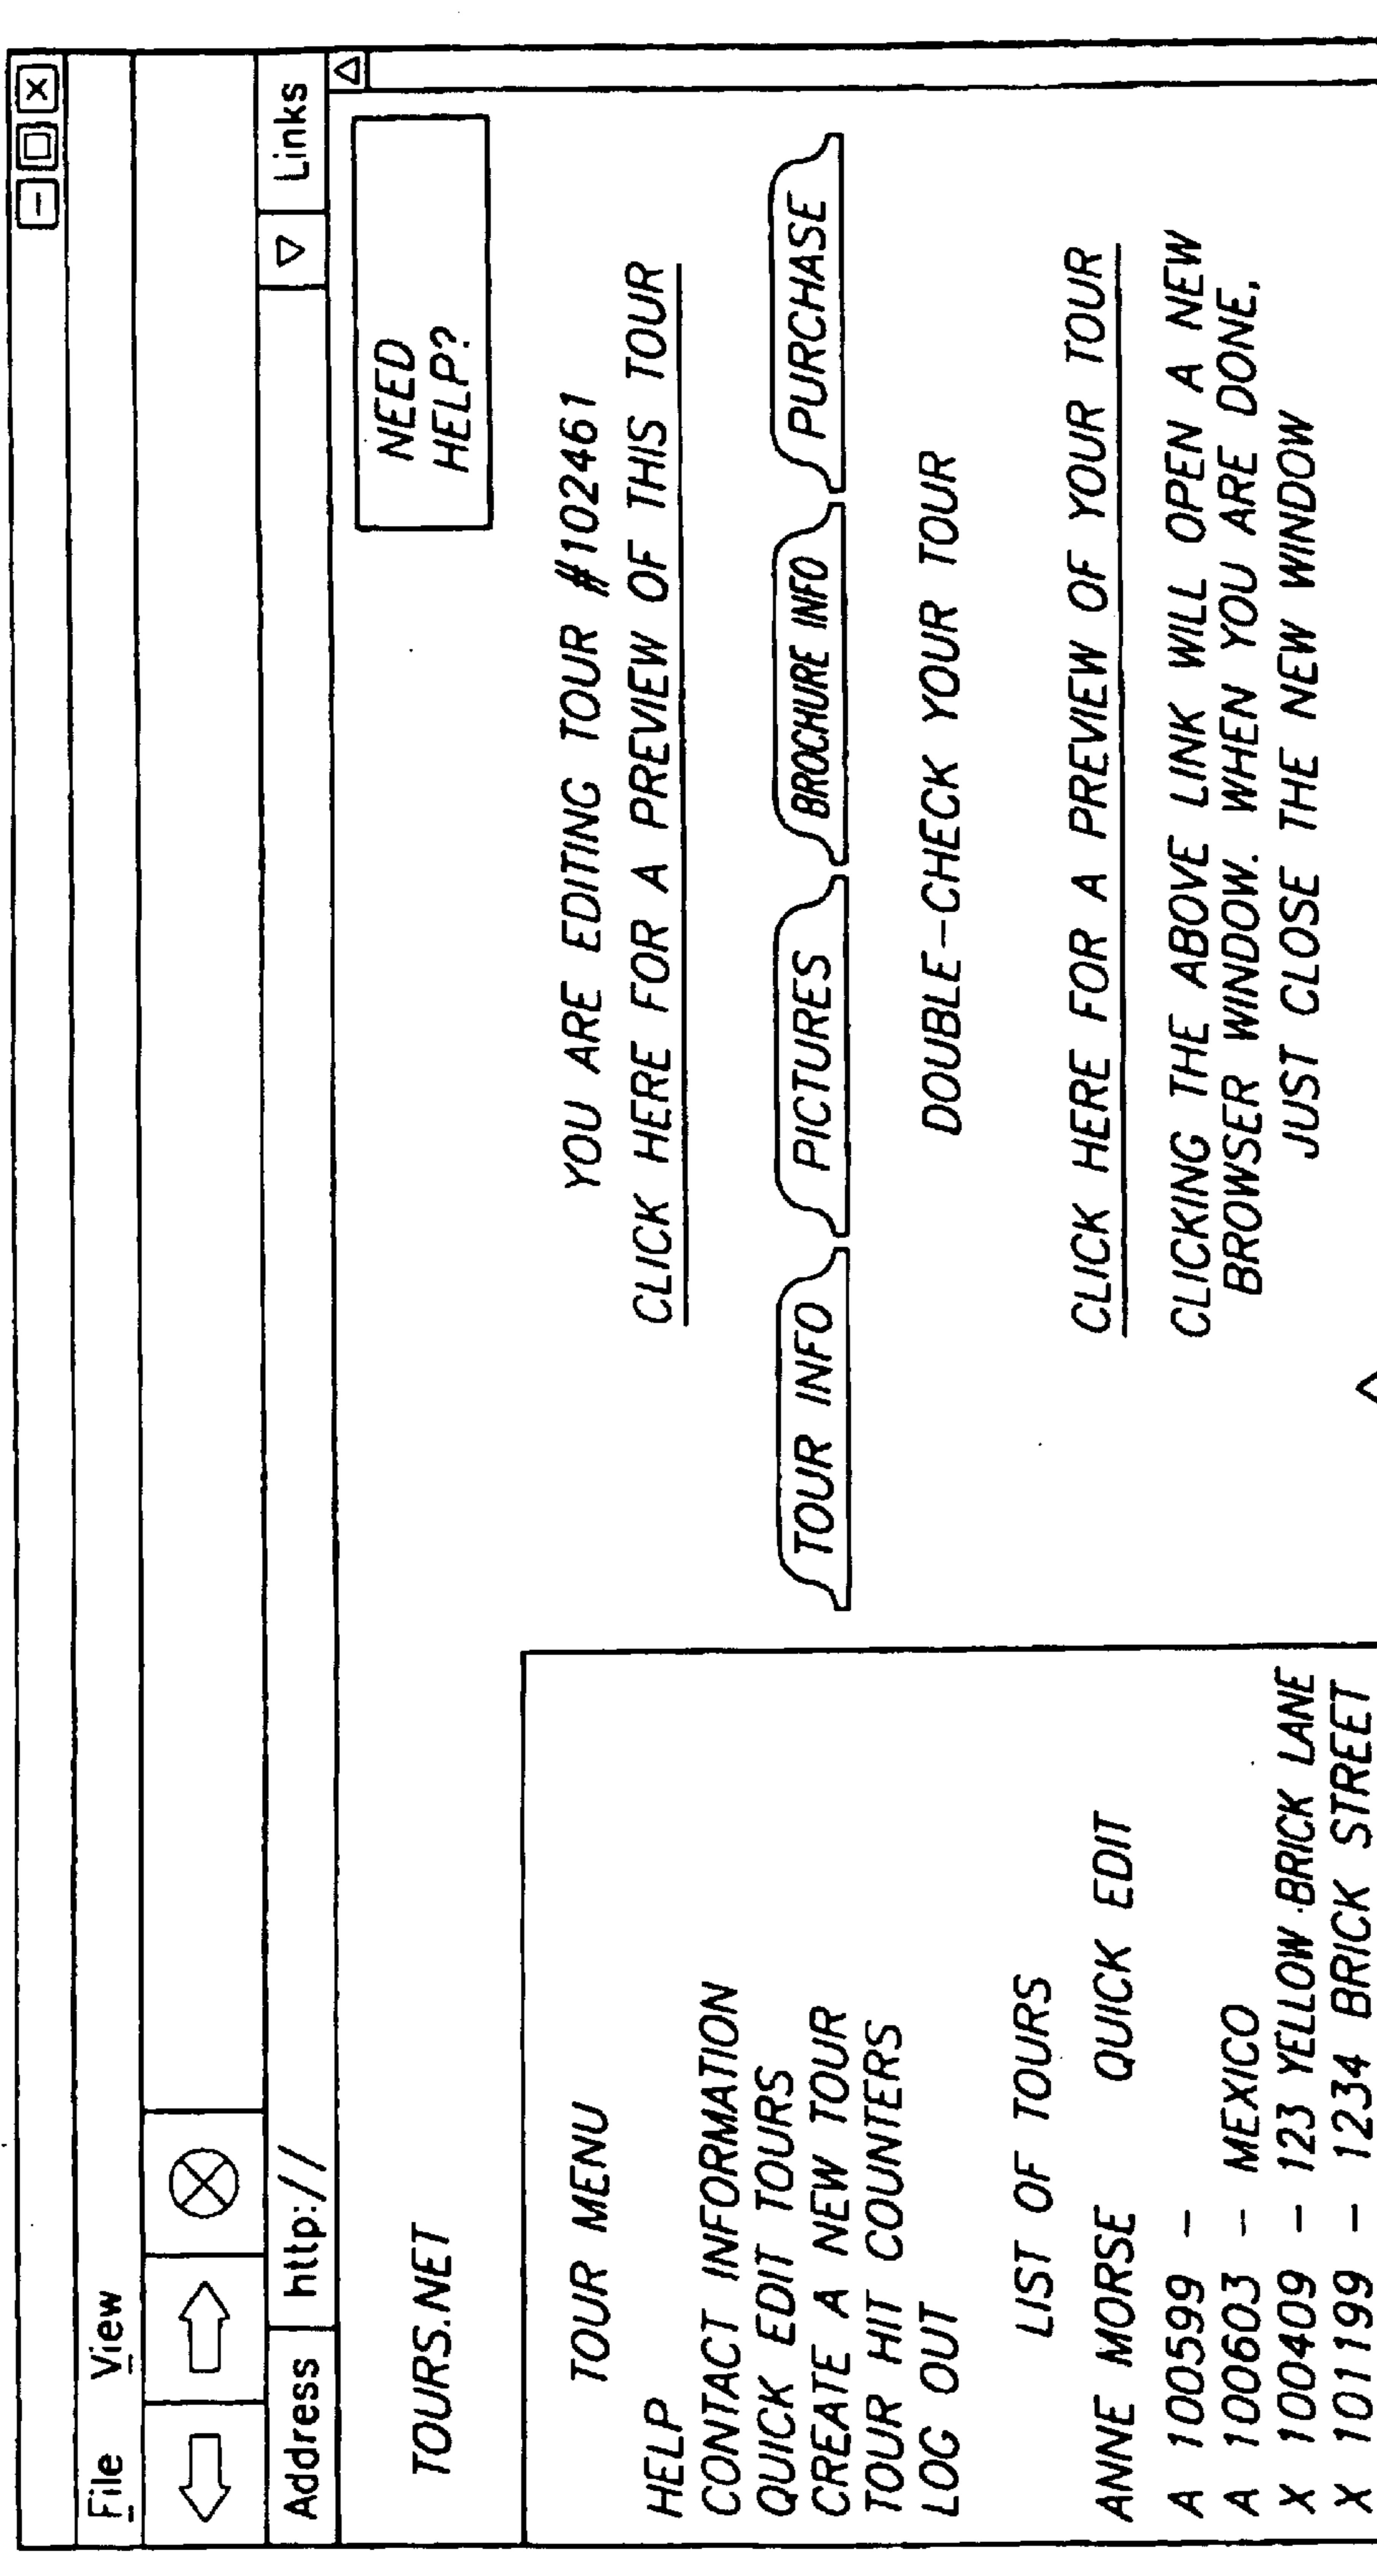 File View
Address http:// Links
TOURS.NET
NEED
HELP?
TOUR MENU
HELP
CONTACT INFORMATION
QUICK EDIT TOURS
CREATE A NEW TOUR
TOUR HIT COUNTERS
LOG OUT
LIST OF TOURS
ANNE MORSE QUICK EDIT
A 100599 –
A 100603 – MEXICO
X 100409 – 123 YELLOW BRICK LANE
X 101199 – 1234 BRICK STREET
YOU ARE EDITING TOUR #102461
CLICK HERE FOR A PREVIEW OF THIS TOUR
TOUR INFO PICTURES BROCHURE INFO PURCHASE
DOUBLE-CHECK YOUR TOUR
CLICK HERE FOR A PREVIEW OF YOUR TOUR
CLICKING THE ABOVE LINK WILL OPEN A NEW
BROWSER WINDOW. WHEN YOU ARE DONE,
JUST CLOSE THE NEW WINDOW